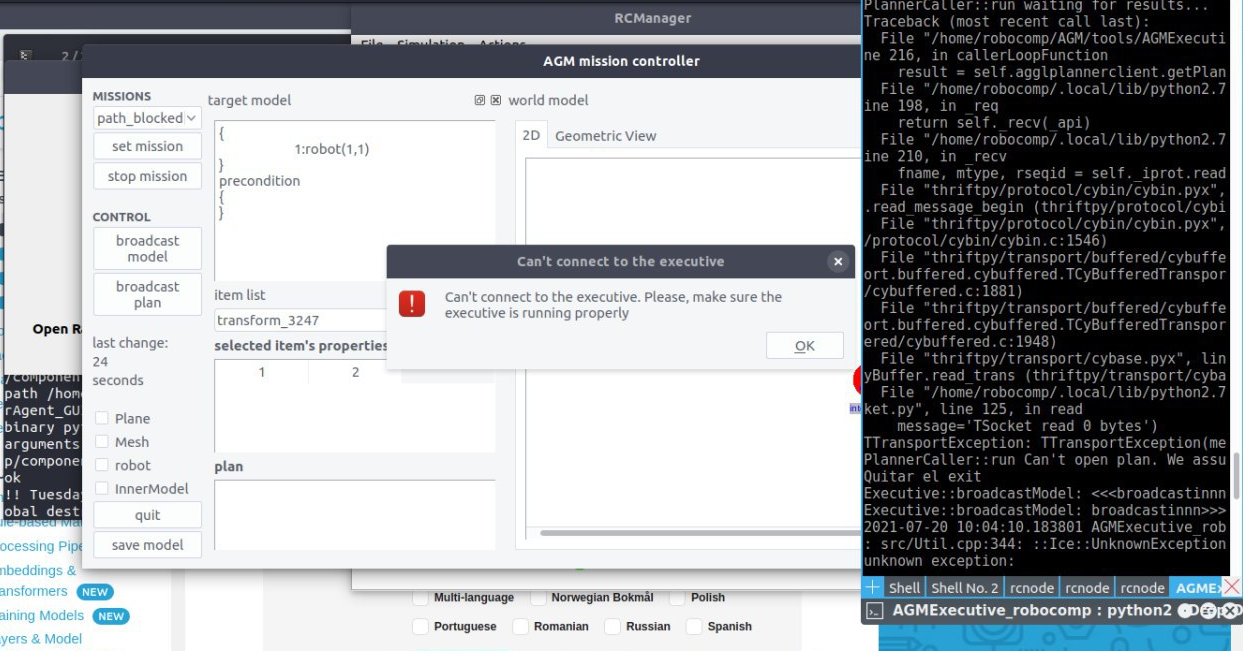 RCManager
File Simulation Actions
2/
AGM mission controller
MISSIONS
path_blocked
set mission
stop mission
CONTROL
broadcast
model
broadcast
plan
last change:
24
seconds
Plane
Mesh
robot
InnerModel
quit
save model
target model
{
1:robot(1,1)
}
precondition
{
}
item list
transform_3247
selected item's properties
1 2
plan
world model
2D Geometric View
Can't connect to the executive
Can't connect to the executive. Please, make sure the
executive is running properly
OK
Open R
/component
path /hom
rAgent_GU
binary py
arguments
p/compone
ok
!! Tuesda
obal dest
ule-based Ma
ocessing Pipe
mbeddings &
ansformers NEW
aining Models NEW
yers & Model
Multi-language Norwegian Bokmål Polish
Portuguese Romanian Russian Spanish
PlannerCaller::run waiting for results...
Traceback (most recent call last):
File "/home/robocomp/AGM/tools/AGMExecuti
ne 216, in callerLoopFunction
result = self.agglplannerclient.getPlan
File "/home/robocomp/.local/lib/python2.7
ine 198, in _req
return self._recv(_api)
File "/home/robocomp/.local/lib/python2.7
ine 210, in _recv
fname, mtype, rseqid = self._iprot.read
File "thriftpy/protocol/cybin/cybin.pyx",
.read_message_begin (thriftpy/protocol/cybi
File "thriftpy/protocol/cybin/cybin.pyx",
/protocol/cybin/cybin.c:1546)
File "thriftpy/transport/buffered/cybuffe
ort.buffered.cybuffered.TCyBufferedTranspor
/cybuffered.c:1881)
File "thriftpy/transport/buffered/cybuffe
ort.buffered.cybuffered.TCyBufferedTranspor
ered/cybuffered.c:1948)
File "thriftpy/transport/cybase.pyx", lin
yBuffer.read_trans (thriftpy/transport/cyba
File "/home/robocomp/.local/lib/python2.7
ket.py", line 125, in read
message='TSocket read 0 bytes')
TTransportException: TTransportException(me
PlannerCaller::run Can't open plan. We assu
Quitar el exit
Executive::broadcastModel: <<<broadcastinnn
Executive::broadcastModel: broadcastinnn>>>
2021-07-20 10:04:10.183801 AGMExecutive_rob
: src/Util.cpp:344: ::Ice::UnknownException
unknown exception:
Shell Shell No. 2 rcnode rcnode rcnode AGMEx
AGMExecutive_robocomp : python2